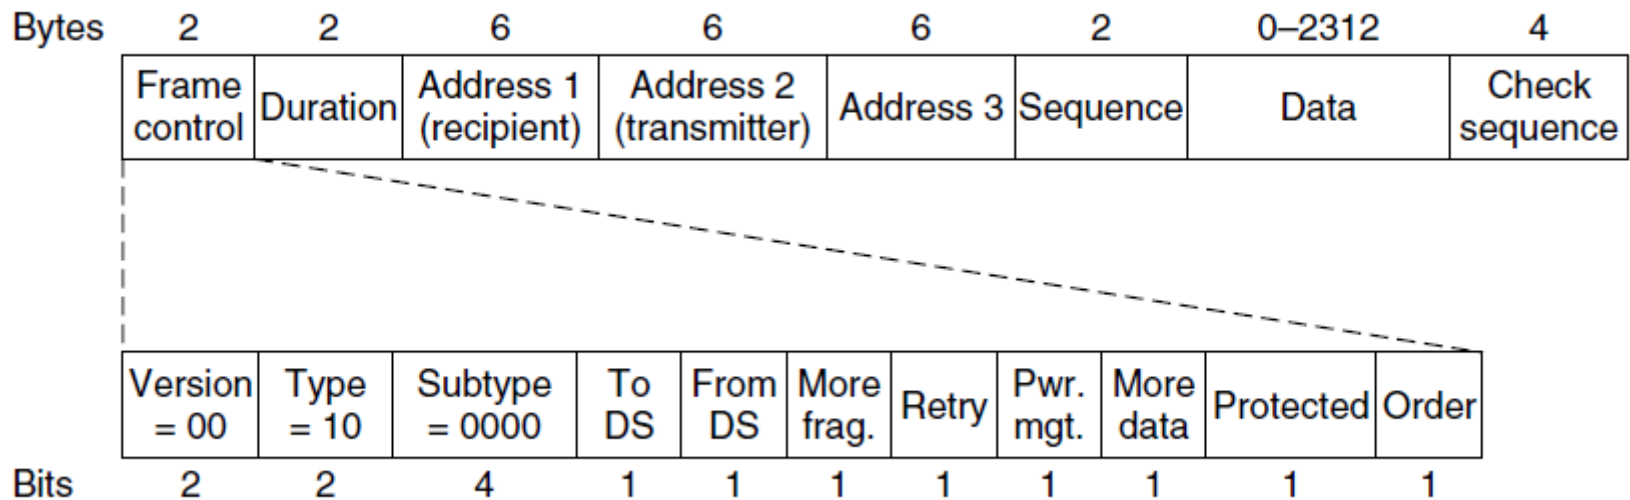 Bytes 2 2 6 6 6 2 0–2312 4
Frame control Duration Address 1 (recipient) Address 2 (transmitter) Address 3 Sequence Data Check sequence
Version = 00 Type = 10 Subtype = 0000 To DS From DS More frag. Retry Pwr. mgt. More data Protected Order
Bits 2 2 4 1 1 1 1 1 1 1 1